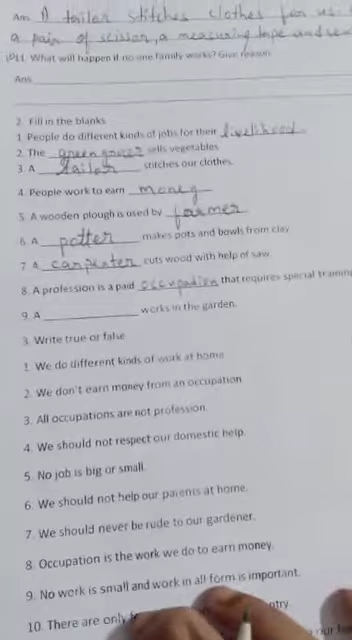 Ans A tailor stitches clothes for us.
a pair of scissor, a measuring tape and
Q11. What will happen if no one family works? Give reason.
Ans
2. Fill in the blanks
1. People do different kinds of jobs for their livelihood
2. The green grocer sells vegetables
3. A tailor stitches our clothes.
4. People work to earn money
5. A wooden plough is used by farmer
6. A potter makes pots and bowls from clay
7. A carpenter cuts wood with help of saw.
8. A profession is a paid occupation that requires special training
9. A works in the garden.
3. Write true or false
1. We do different kinds of work at home
2. We don't earn money from an occupation
3. All occupations are not profession.
4. We should not respect our domestic help.
5. No job is big or small.
6. We should not help our parents at home.
7. We should never be rude to our gardener.
8. Occupation is the work we do to earn money.
9. No work is small and work in all form is important.
10. There are only